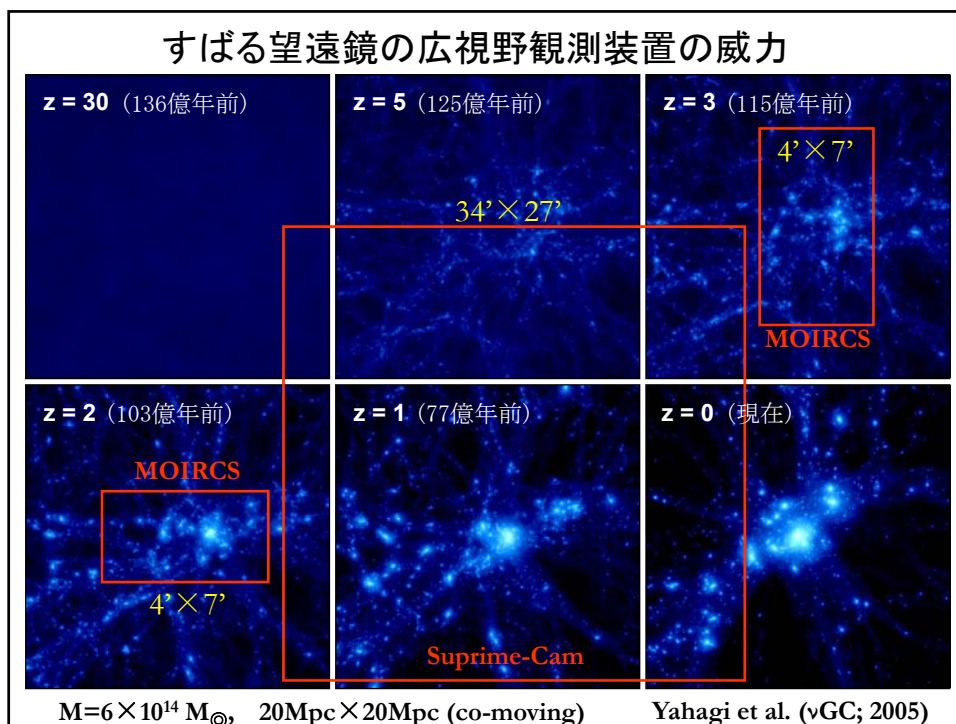 すばる望遠鏡の広視野観測装置の威力
z = 30 (136億年前)
z = 5 (125億年前)
z = 3 (115億年前)
4’×7’
34’×27’
MOIRCS
z = 2 (103億年前)
z = 1 (77億年前)
z = 0 (現在)
MOIRCS
4’×7’
Suprime-Cam
M=6×10¹⁴ M◎, 20Mpc×20Mpc (co-moving)
Yahagi et al. (νGC; 2005)